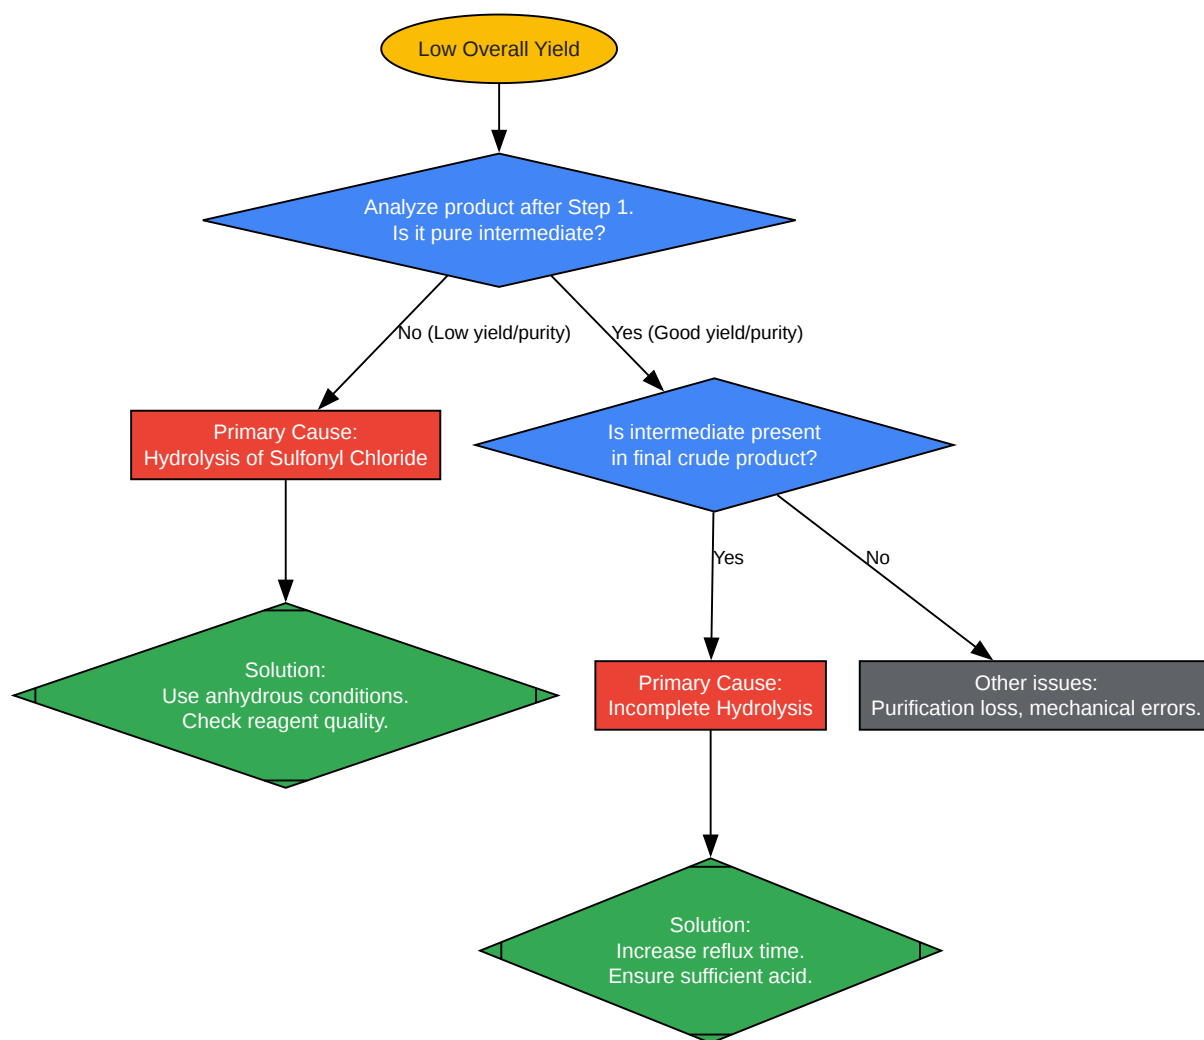 Low Overall Yield
Analyze product after Step 1.
Is it pure intermediate?
No (Low yield/purity)
Yes (Good yield/purity)
Primary Cause:
Hydrolysis of Sulfonyl Chloride
Is intermediate present
in final crude product?
Yes
No
Solution:
Use anhydrous conditions.
Check reagent quality.
Primary Cause:
Incomplete Hydrolysis
Other issues:
Purification loss, mechanical errors.
Solution:
Increase reflux time.
Ensure sufficient acid.